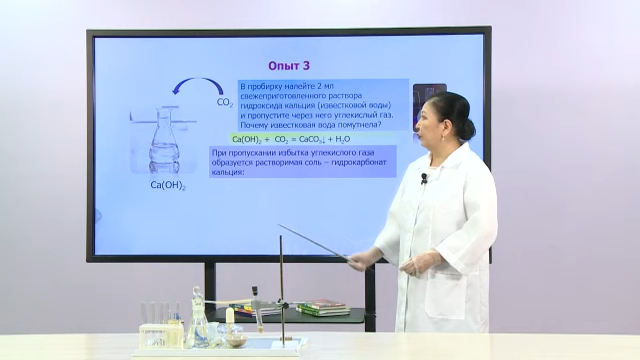 Опыт 3
CO₂
В пробирку налейте 2 мл
свежеприготовленного раствора
гидроксида кальция (известковой воды)
и пропустите через него углекислый газ.
Почему известковая вода помутнела?
Ca(OH)₂ + CO₂ = CaCO₃↓ + H₂O
При пропускании избытка углекислого газа
образуется растворимая соль – гидрокарбонат
кальция:
Ca(OH)₂